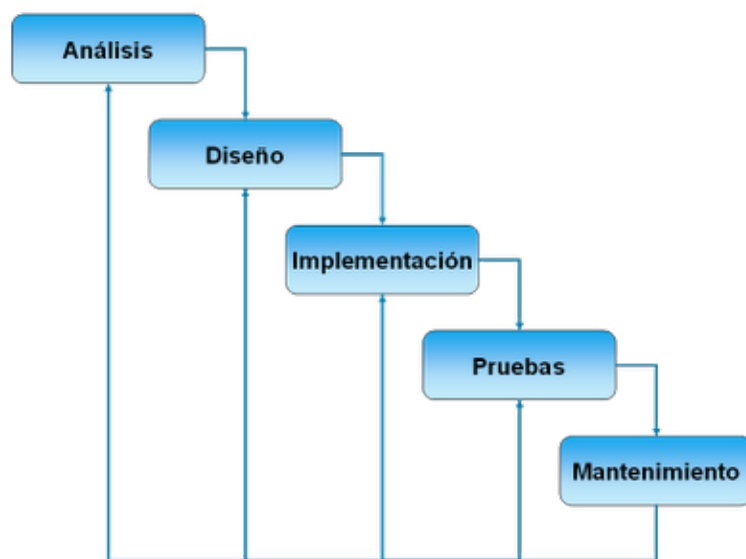 Análisis
Diseño
Implementación
Pruebas
Mantenimiento